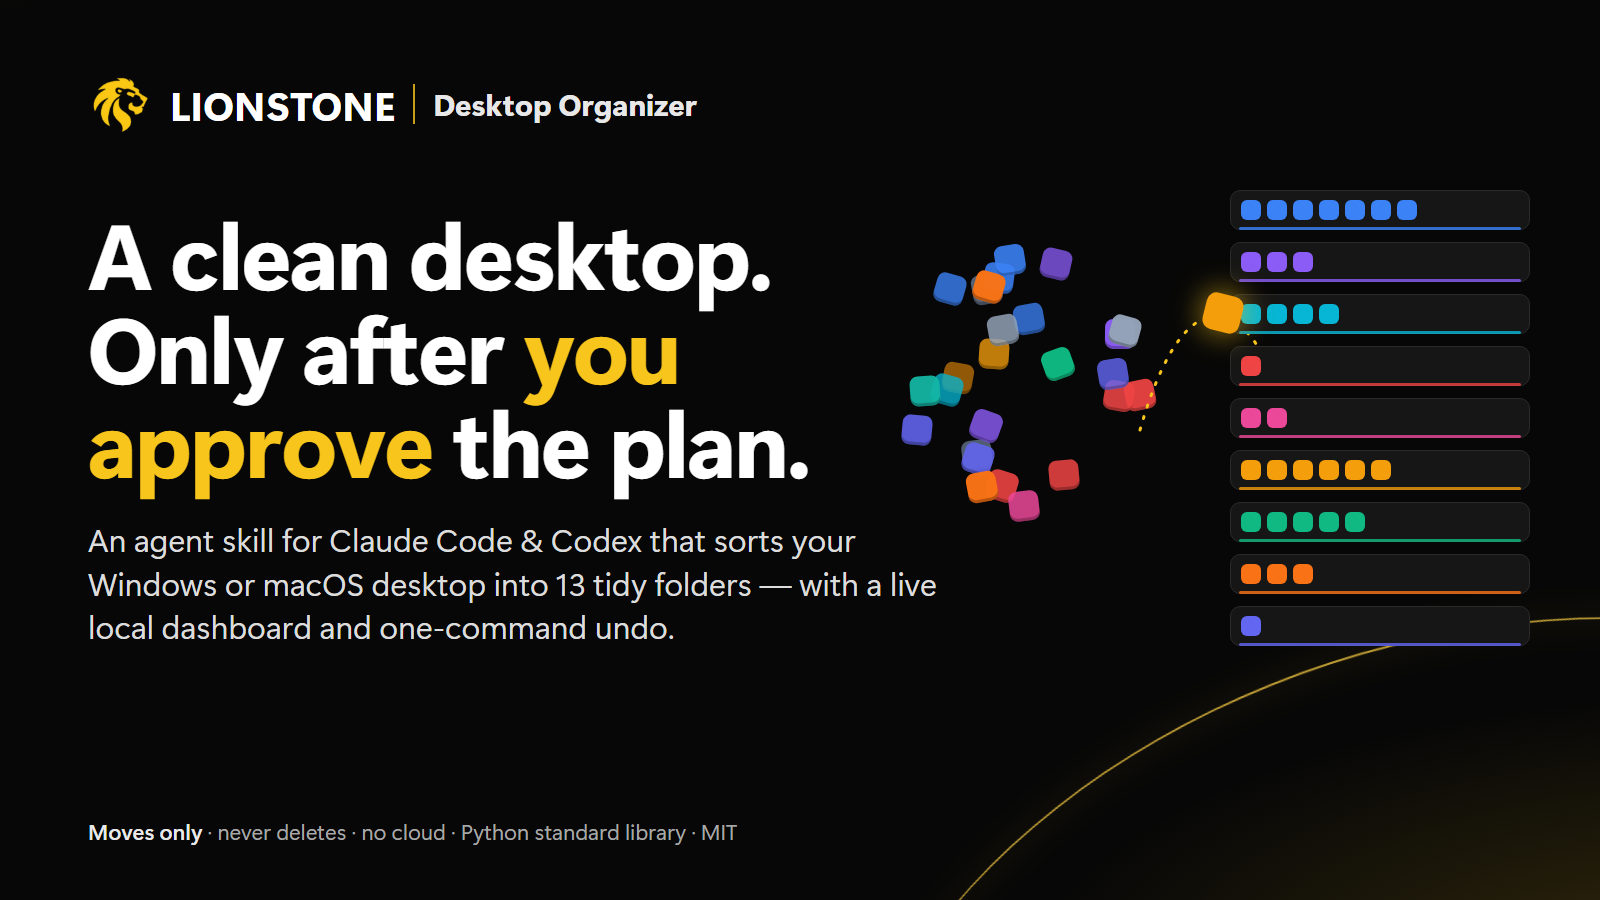 LIONSTONE
Desktop Organizer
A clean desktop.
Only after you
approve the plan.
An agent skill for Claude Code & Codex that sorts your
Windows or macOS desktop into 13 tidy folders — with a live
local dashboard and one-command undo.
Moves only · never deletes · no cloud · Python standard library · MIT